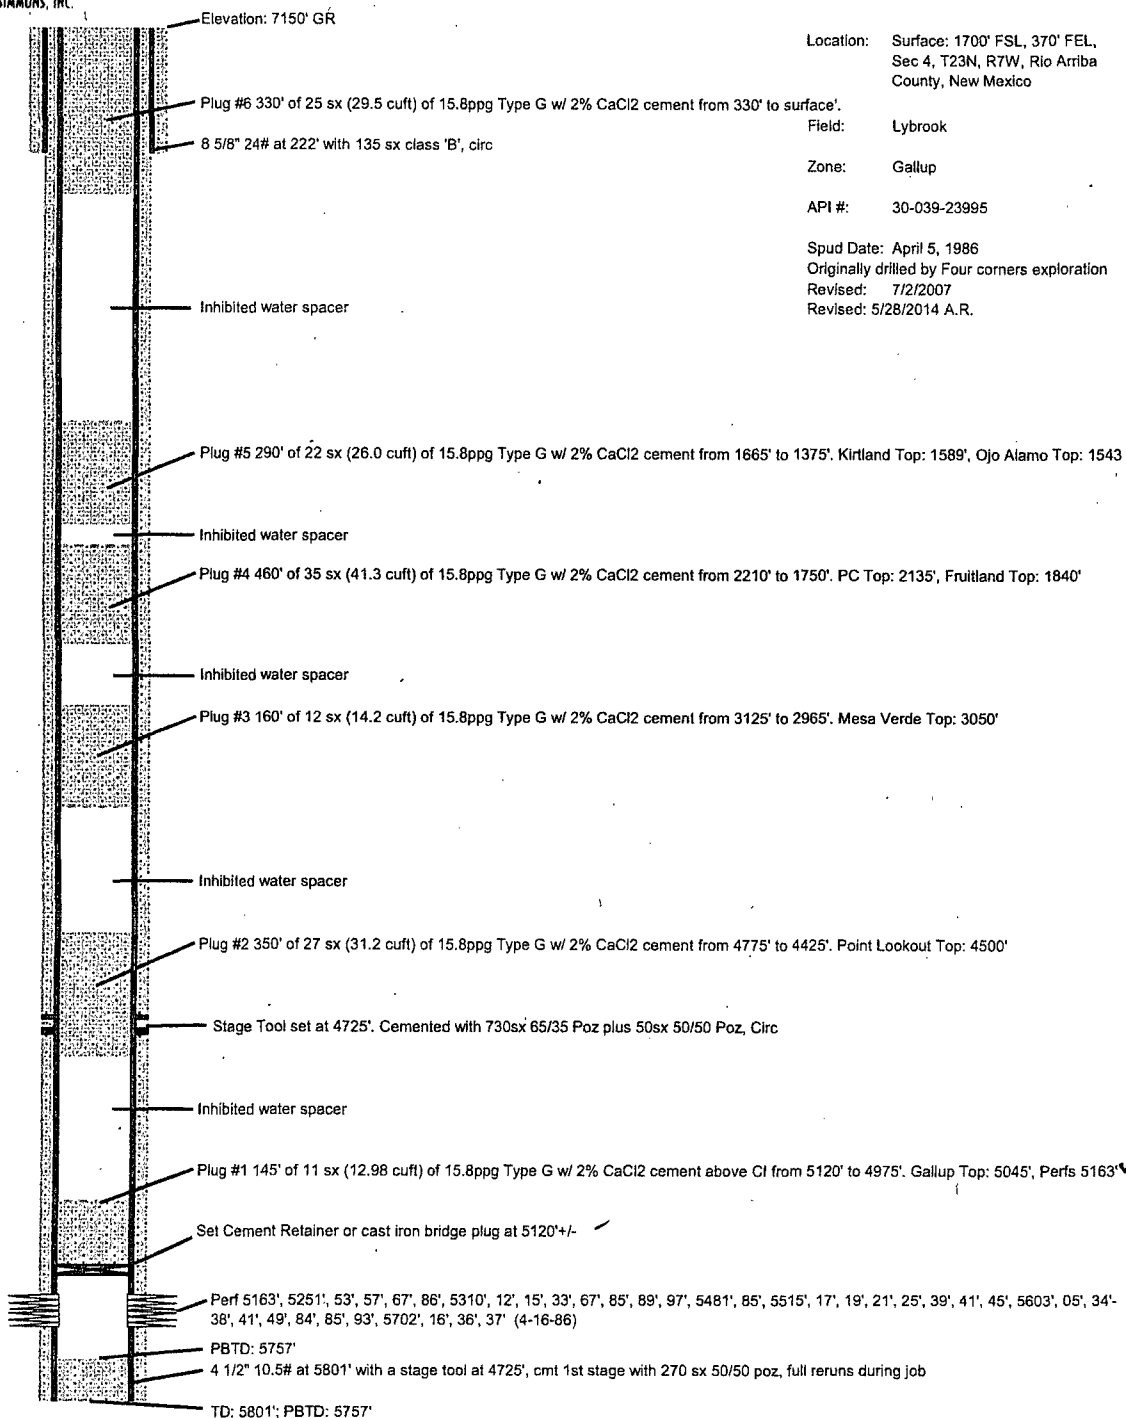 SIMMONS, INC.
Elevation: 7150' GR
Location: Surface: 1700' FSL, 370' FEL,
Sec 4, T23N, R7W, Rio Arriba
County, New Mexico
Plug #6 330' of 25 sx (29.5 cuft) of 15.8ppg Type G w/ 2% CaCl2 cement from 330' to surface'.
Field: Lybrook
8 5/8" 24# at 222' with 135 sx class 'B', circ
Zone: Gallup
API #: 30-039-23995
Spud Date: April 5, 1986
Originally drilled by Four corners exploration
Revised: 7/2/2007
Inhibited water spacer
Revised: 5/28/2014 A.R.
Plug #5 290' of 22 sx (26.0 cuft) of 15.8ppg Type G w/ 2% CaCl2 cement from 1665' to 1375'. Kirtland Top: 1589', Ojo Alamo Top: 1543
Inhibited water spacer
Plug #4 460' of 35 sx (41.3 cuft) of 15.8ppg Type G w/ 2% CaCl2 cement from 2210' to 1750'. PC Top: 2135', Fruitland Top: 1840'
Inhibited water spacer
Plug #3 160' of 12 sx (14.2 cuft) of 15.8ppg Type G w/ 2% CaCl2 cement from 3125' to 2965'. Mesa Verde Top: 3050'
Inhibited water spacer
Plug #2 350' of 27 sx (31.2 cuft) of 15.8ppg Type G w/ 2% CaCl2 cement from 4775' to 4425'. Point Lookout Top: 4500'
Stage Tool set at 4725'. Cemented with 730sx 65/35 Poz plus 50sx 50/50 Poz, Circ
Inhibited water spacer
Plug #1 145' of 11 sx (12.98 cuft) of 15.8ppg Type G w/ 2% CaCl2 cement above CI from 5120' to 4975'. Gallup Top: 5045', Perfs 5163'
Set Cement Retainer or cast iron bridge plug at 5120'+/-
Perf 5163', 5251', 53', 57', 67', 86', 5310', 12', 15', 33', 67', 85', 89', 97', 5481', 85', 5515', 17', 19', 21', 25', 39', 41', 45', 5603', 05', 34'-
38', 41', 49', 84', 85', 93', 5702', 16', 36', 37' (4-16-86)
PBTD: 5757'
4 1/2" 10.5# at 5801' with a stage tool at 4725', cmt 1st stage with 270 sx 50/50 poz, full reruns during job
TD: 5801'; PBTD: 5757'